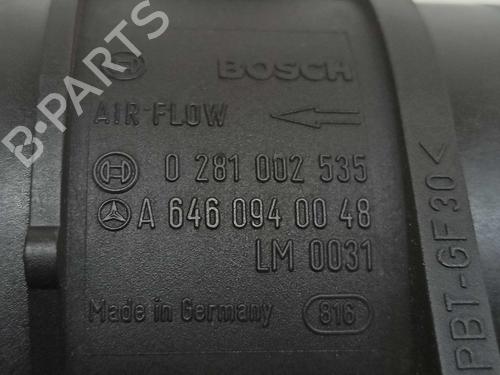 BOSCH
AIR FLOW
0 281 002 535
A 646 094 00 48
LM 0031
Made in Germany 816
PBT-GF30<
B-PARTS